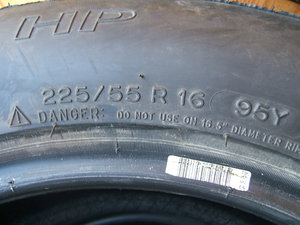 HP
225/55 R 16 95Y
DANGER: DO NOT USE ON 16.5" DIAMETER RIM